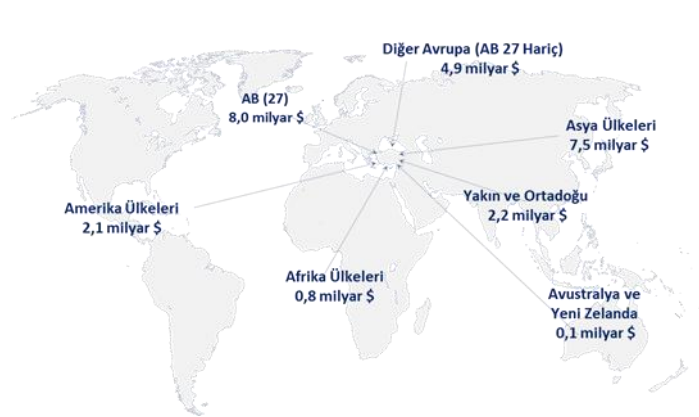 Diğer Avrupa (AB 27 Hariç)
4,9 milyar $
AB (27)
8,0 milyar $
Asya Ülkeleri
7,5 milyar $
Yakın ve Ortadoğu
2,2 milyar $
Amerika Ülkeleri
2,1 milyar $
Afrika Ülkeleri
0,8 milyar $
Avustralya ve
Yeni Zelanda
0,1 milyar $